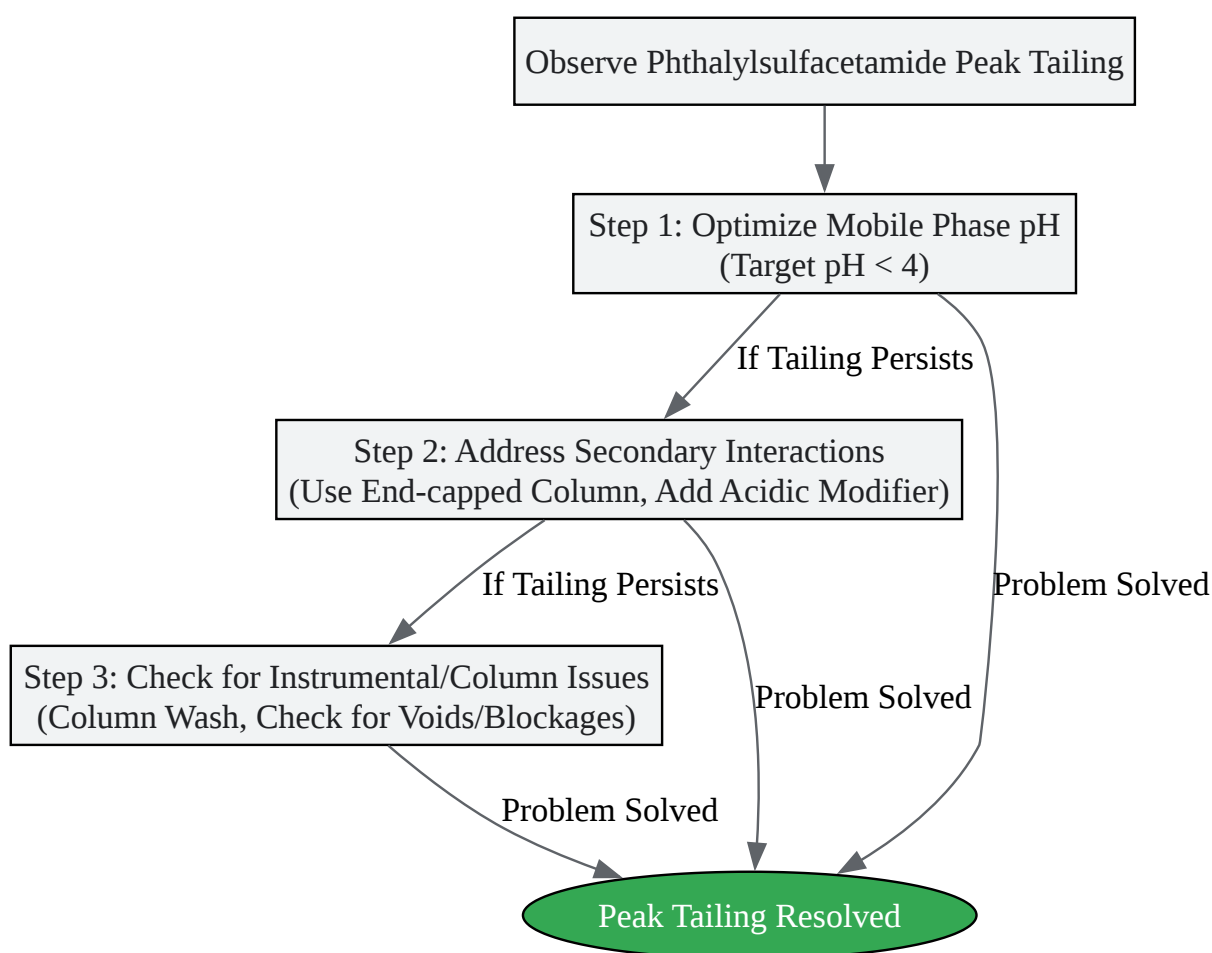 Observe Phthalylsulfacetamide Peak Tailing
Step 1: Optimize Mobile Phase pH
(Target pH < 4)
If Tailing Persists
Step 2: Address Secondary Interactions
(Use End-capped Column, Add Acidic Modifier)
If Tailing Persists
Problem Solved
Step 3: Check for Instrumental/Column Issues
(Column Wash, Check for Voids/Blockages)
Problem Solved
Problem Solved
Peak Tailing Resolved